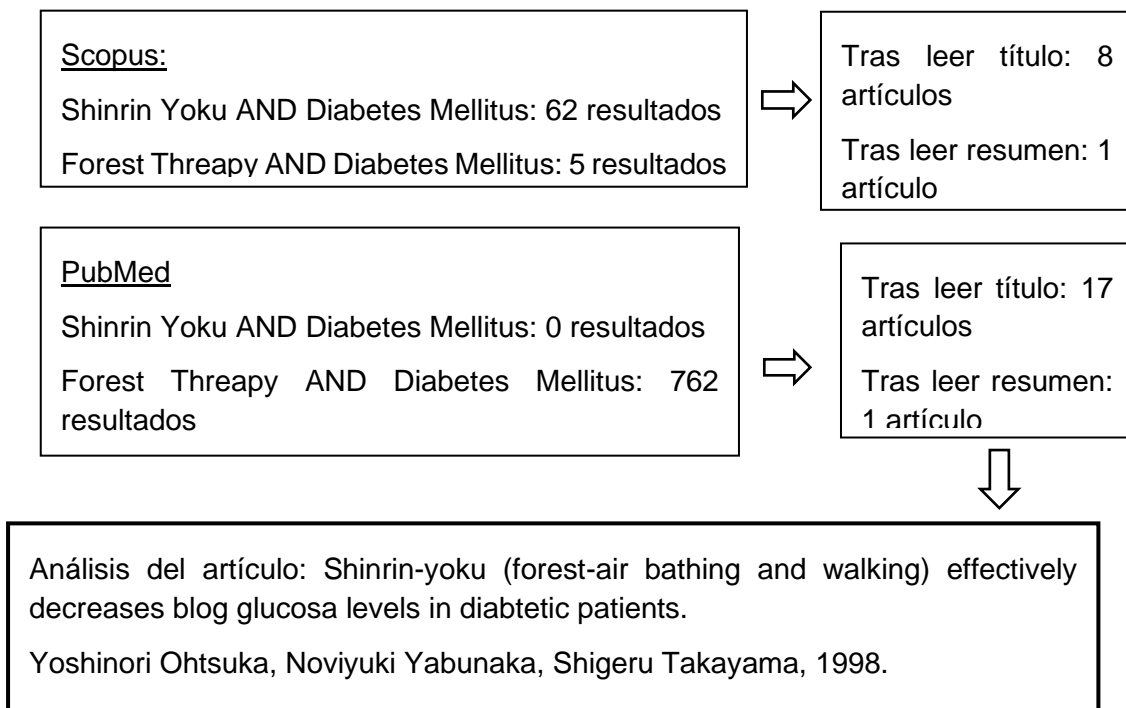 Scopus:
Shinrin Yoku AND Diabetes Mellitus: 62 resultados
Forest Threapy AND Diabetes Mellitus: 5 resultados
Tras leer título: 8
artículos
Tras leer resumen: 1
artículo
PubMed
Shinrin Yoku AND Diabetes Mellitus: 0 resultados
Forest Threapy AND Diabetes Mellitus: 762
resultados
Tras leer título: 17
artículos
Tras leer resumen:
1 artículo
Análisis del artículo: Shinrin-yoku (forest-air bathing and walking) effectively
decreases blog glucosa levels in diabtetic patients.
Yoshinori Ohtsuka, Noviyuki Yabunaka, Shigeru Takayama, 1998.